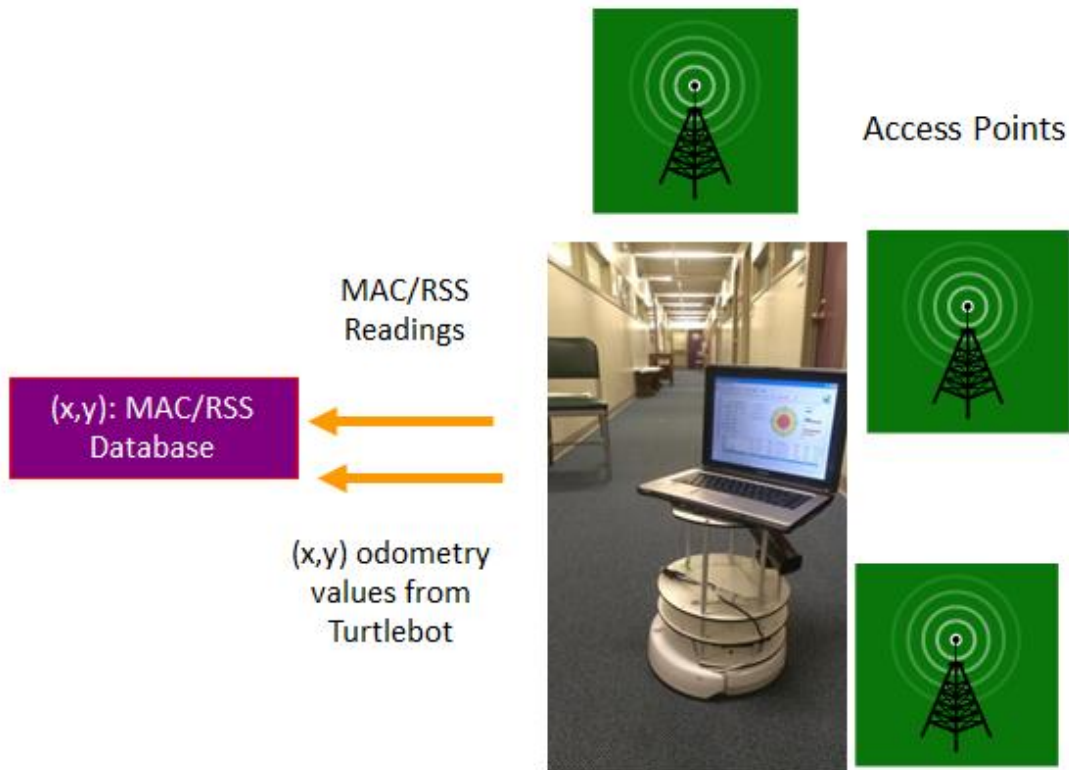 Access Points
MAC/RSS
Readings
(x,y): MAC/RSS
Database
(x,y) odometry
values from
Turtlebot